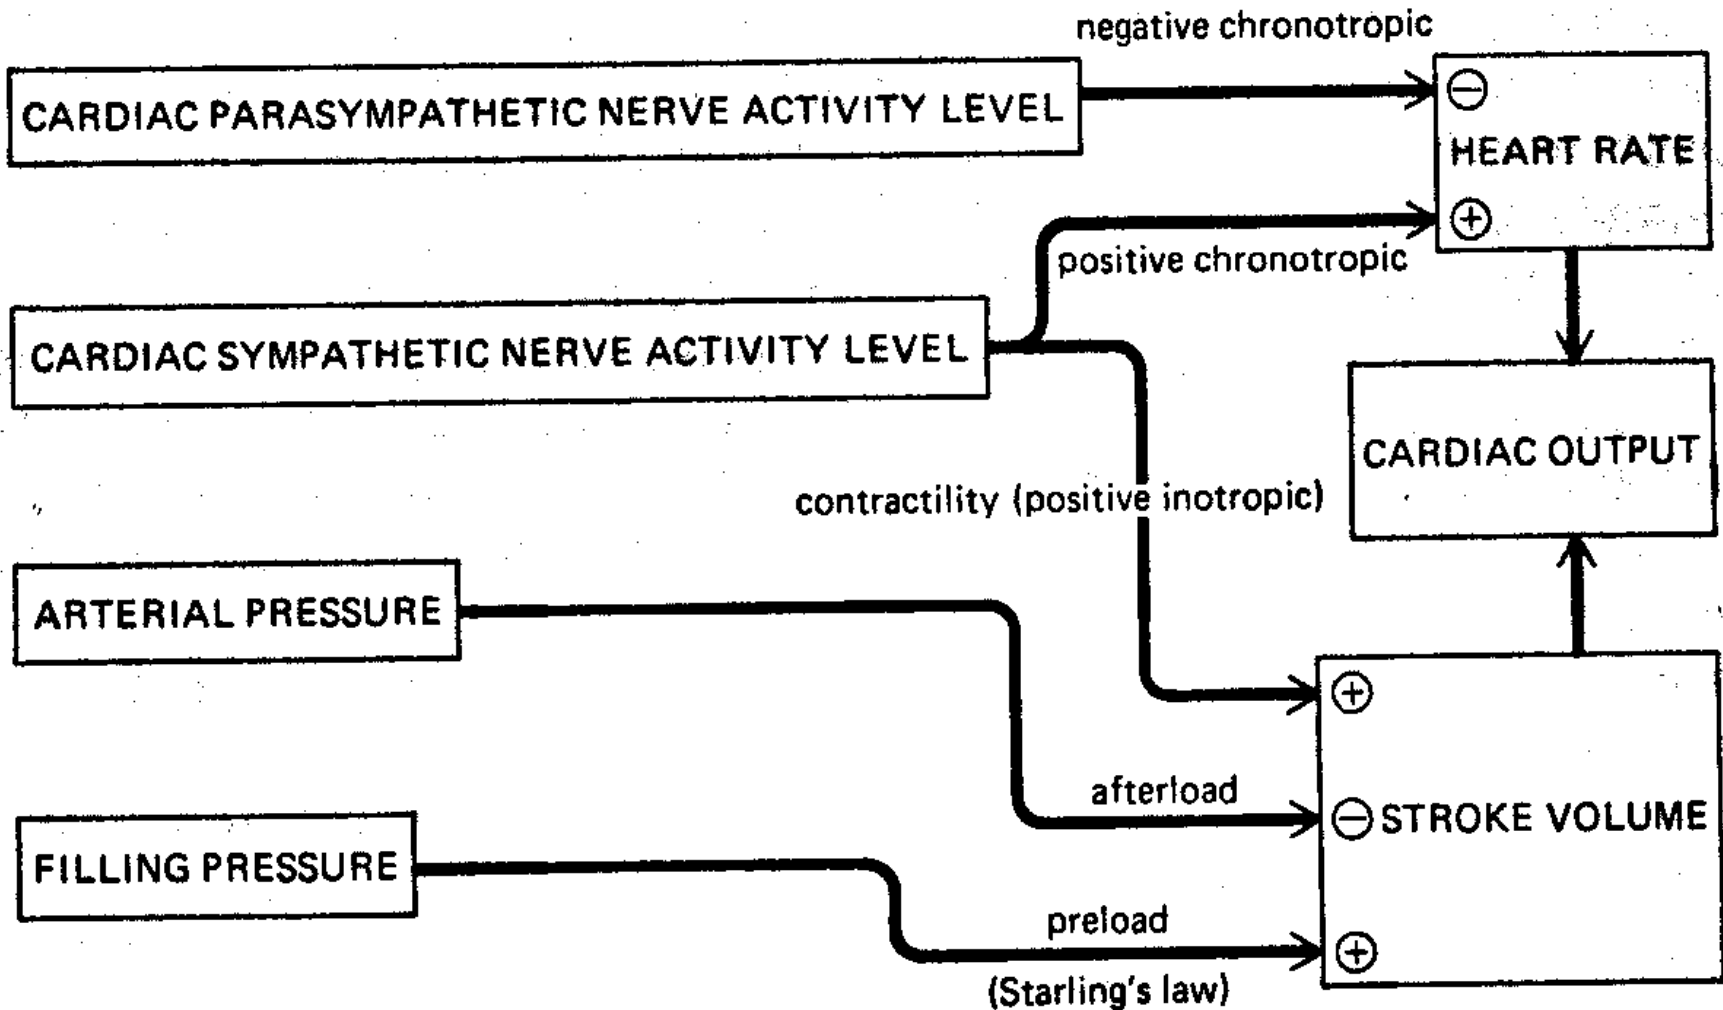 negative chronotropic
CARDIAC PARASYMPATHETIC NERVE ACTIVITY LEVEL
⊖
HEART RATE
⊕
positive chronotropic
CARDIAC SYMPATHETIC NERVE ACTIVITY LEVEL
CARDIAC OUTPUT
contractility (positive inotropic)
ARTERIAL PRESSURE
⊕
afterload
⊖ STROKE VOLUME
FILLING PRESSURE
preload
⊕
(Starling's law)